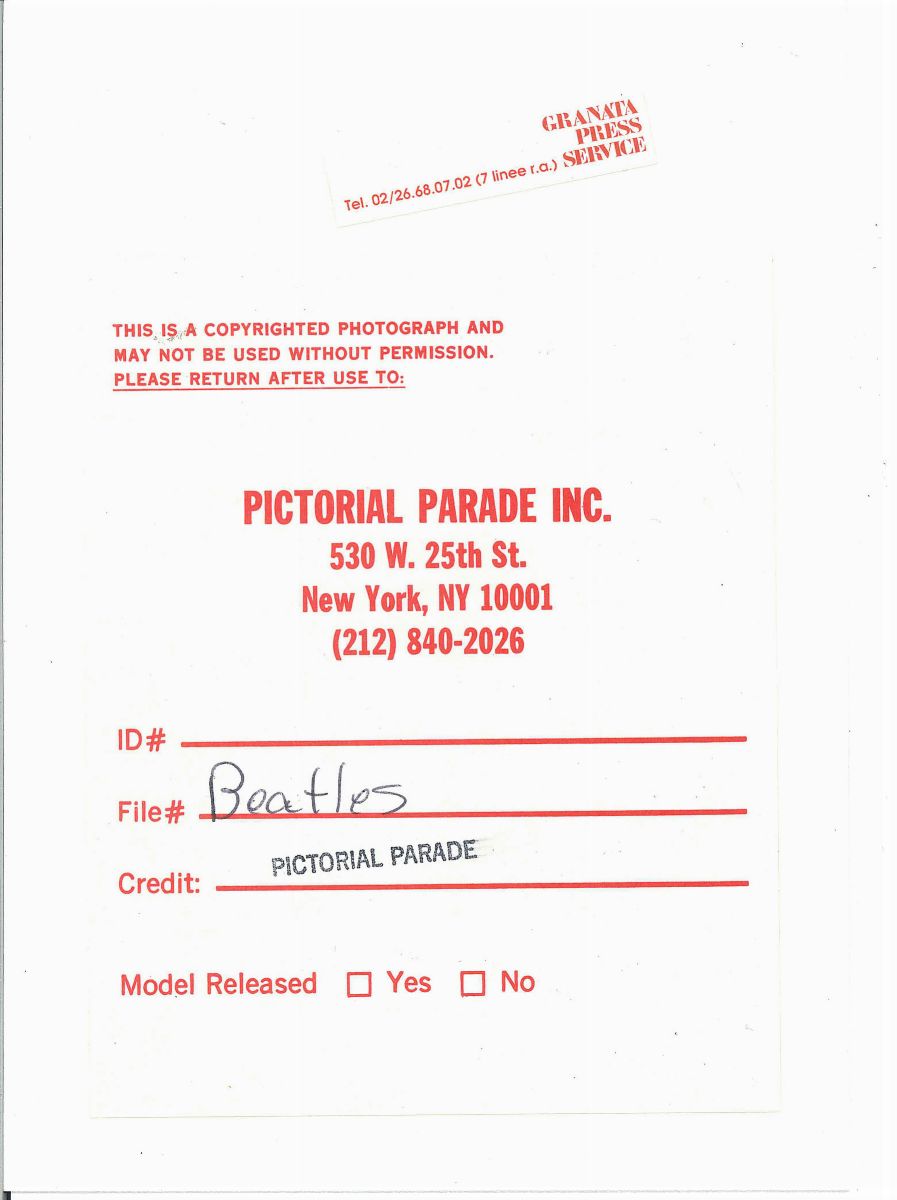 GRANATA
PRESS
Tel. 02/26.68.07.02 (7 linee r.a.) SERVICE
THIS IS A COPYRIGHTED PHOTOGRAPH AND
MAY NOT BE USED WITHOUT PERMISSION.
PLEASE RETURN AFTER USE TO:
PICTORIAL PARADE INC.
530 W. 25th St.
New York, NY 10001
(212) 840-2026
ID#
File# Beatles
Credit: PICTORIAL PARADE
Model Released ☐ Yes ☐ No